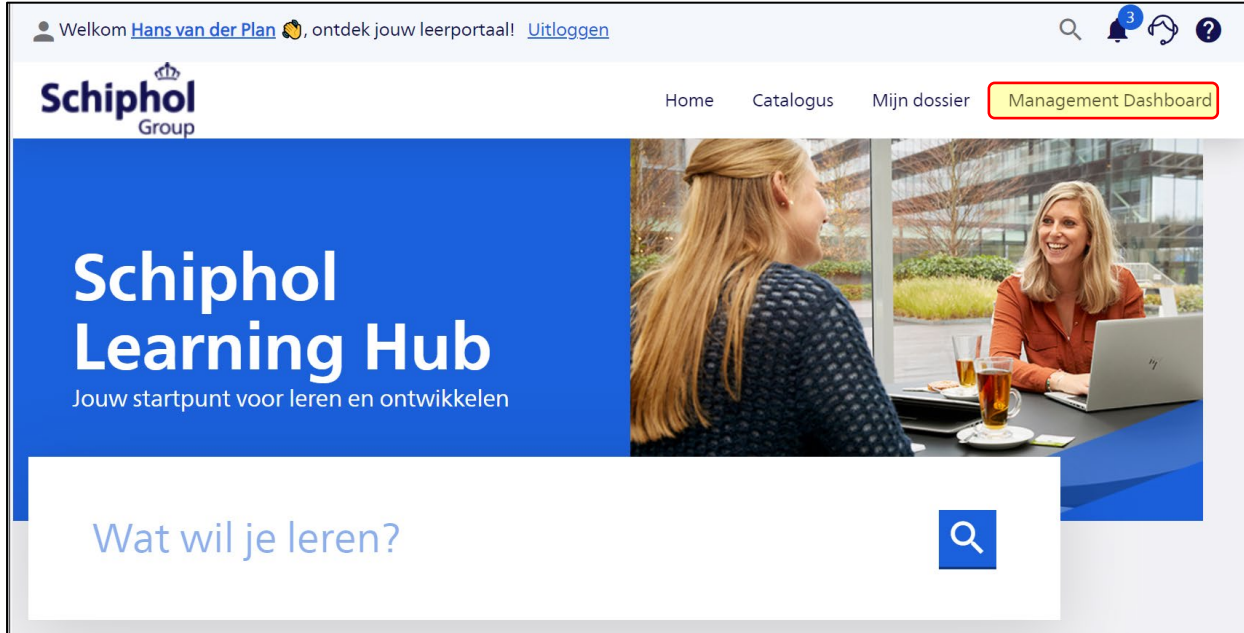 Welkom Hans van der Plan 👏, ontdek jouw leerportaal! Uitloggen
3
?
Schiphol
Group
Home Catalogus Mijn dossier Management Dashboard
Schiphol
Learning Hub
Jouw startpunt voor leren en ontwikkelen
hp
Wat wil je leren?